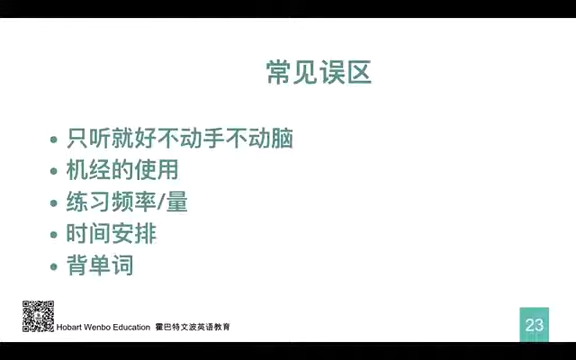 常见误区
• 只听就好不动手不动脑
• 机经的使用
• 练习频率/量
• 时间安排
• 背单词
Hobart Wenbo Education 霍巴特文波英语教育
23